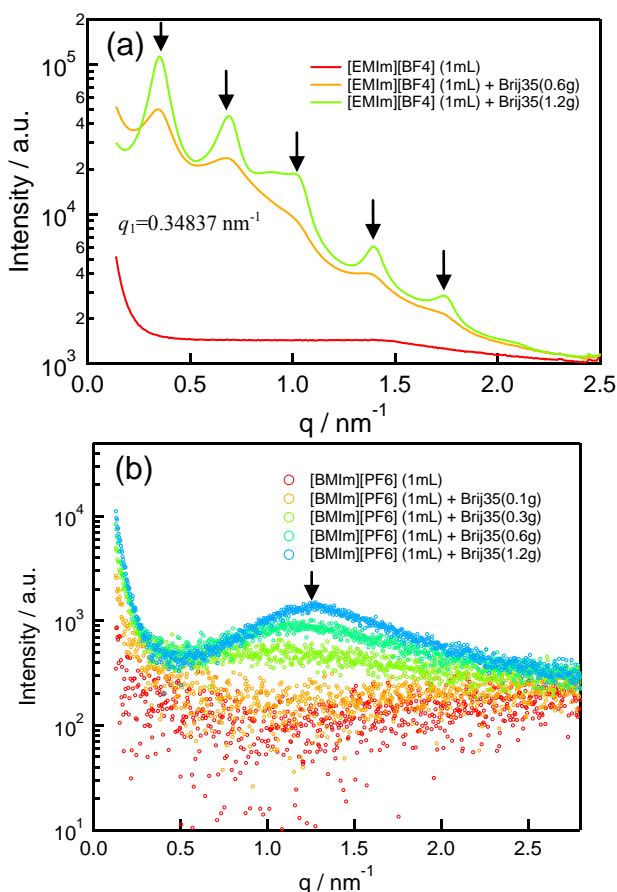 (a)
[EMIm][BF4] (1mL)
[EMIm][BF4] (1mL) + Brij35(0.6g)
[EMIm][BF4] (1mL) + Brij35(1.2g)
q1=0.34837 nm-1
Intensity / a.u.
2
10^5
6
4
2
10^4
6
4
2
10^3
0.0 0.5 1.0 1.5 2.0 2.5
q / nm-1
(b)
[BMIm][PF6] (1mL)
[BMIm][PF6] (1mL) + Brij35(0.1g)
[BMIm][PF6] (1mL) + Brij35(0.3g)
[BMIm][PF6] (1mL) + Brij35(0.6g)
[BMIm][PF6] (1mL) + Brij35(1.2g)
Intensity / a.u.
10^4
10^3
10^2
10^1
0.0 0.5 1.0 1.5 2.0 2.5
q / nm-1